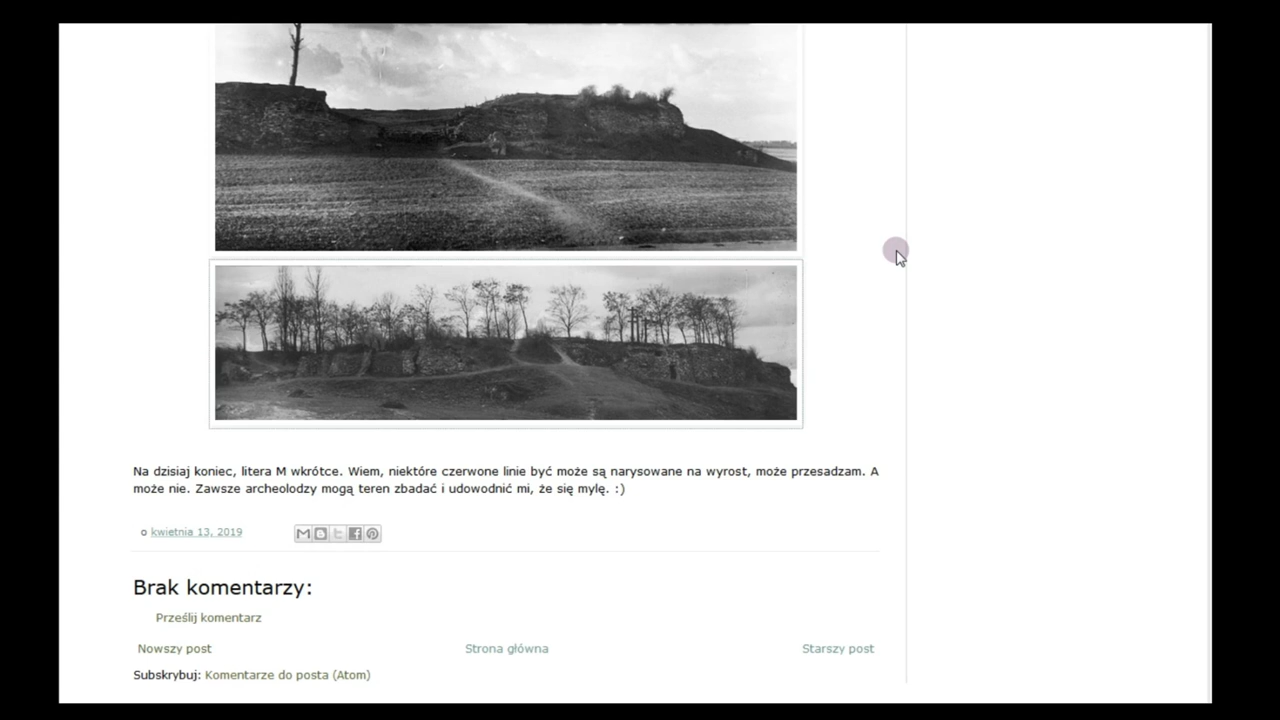 Na dzisiaj koniec, litera M wkrótce. Wiem, niektóre czerwone linie być może są narysowane na wyrost, może przesadzam. A
może nie. Zawsze archeolodzy mogą teren zbadać i udowodnić mi, że się mylę. :)
o kwietnia 13, 2019
Brak komentarzy:
Prześlij komentarz
Nowszy post Strona główna Starszy post
Subskrybuj: Komentarze do posta (Atom)